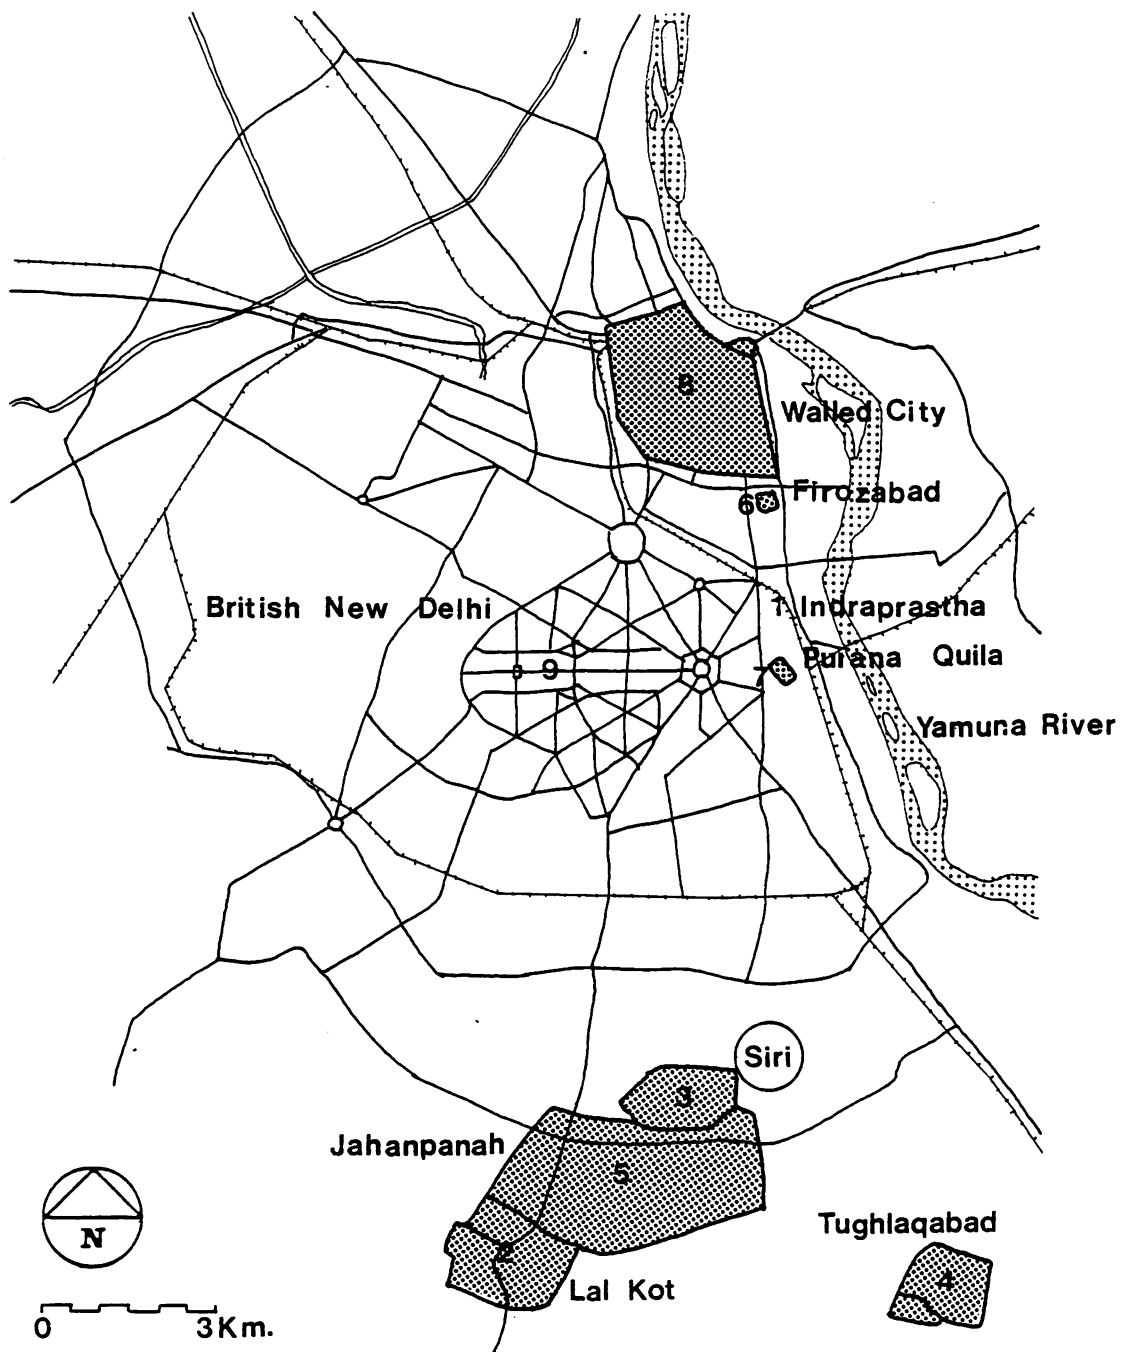 8
Walled City
6 Firozabad
British New Delhi
1. Indraprastha
9
7 Purana Quila
Yamuna River
Siri
3
Jahanpanah
5
Tughlaqabad
2
4
Lal Kot
N
0 3Km.